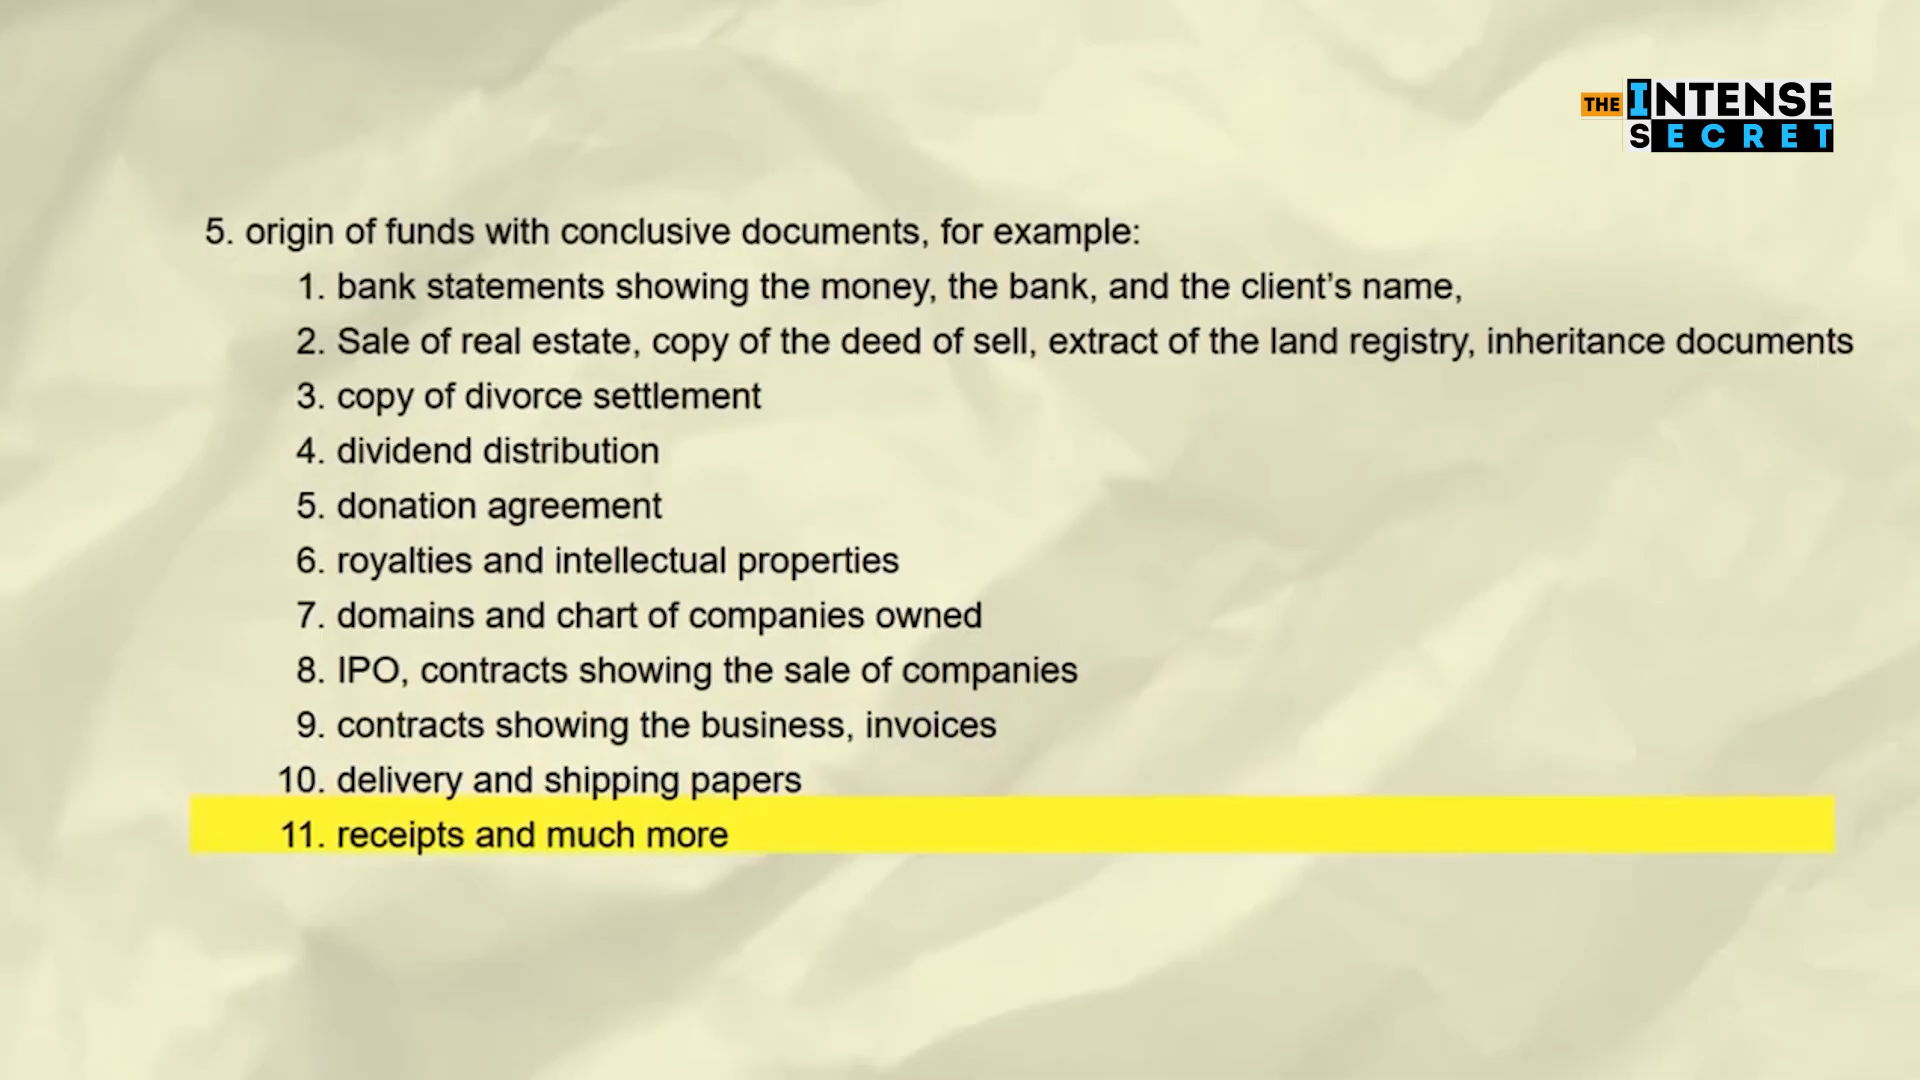 THE INTENSE
SECRET
5. origin of funds with conclusive documents, for example:
1. bank statements showing the money, the bank, and the client's name,
2. Sale of real estate, copy of the deed of sell, extract of the land registry, inheritance documents
3. copy of divorce settlement
4. dividend distribution
5. donation agreement
6. royalties and intellectual properties
7. domains and chart of companies owned
8. IPO, contracts showing the sale of companies
9. contracts showing the business, invoices
10. delivery and shipping papers
11. receipts and much more